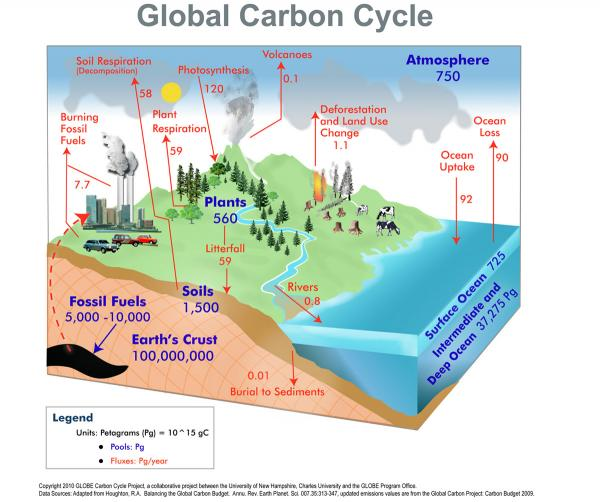 Global Carbon Cycle
Soil Respiration
(Decomposition)
58
Photosynthesis
120
Volcanoes
0.1
Atmosphere
750
Burning
Fossil
Fuels
7.7
Plant
Respiration
59
Deforestation
and Land Use
Change
1.1
Ocean
Loss
90
Ocean
Uptake
92
Plants
560
Litterfall
59
Soils
1,500
Rivers
0.8
Surface Ocean 725
Intermediate and
Deep Ocean 37,275 Pg
Fossil Fuels
5,000 -10,000
Earth's Crust
100,000,000
0.01
Burial to Sediments
Legend
Units: Petagrams (Pg) = 10^15 gC
• Pools: Pg
• Fluxes: Pg/year
Copyright 2010 GLOBE Carbon Cycle Project, a collaborative project between the University of New Hampshire, Charles University and the GLOBE Program Office.
Data Sources: Adapted from Houghton, R.A. Balancing the Global Carbon Budget. Annu. Rev. Earth Planet. Sci. 007.35:313-347, updated emissions values are from the Global Carbon Project: Carbon Budget 2009.